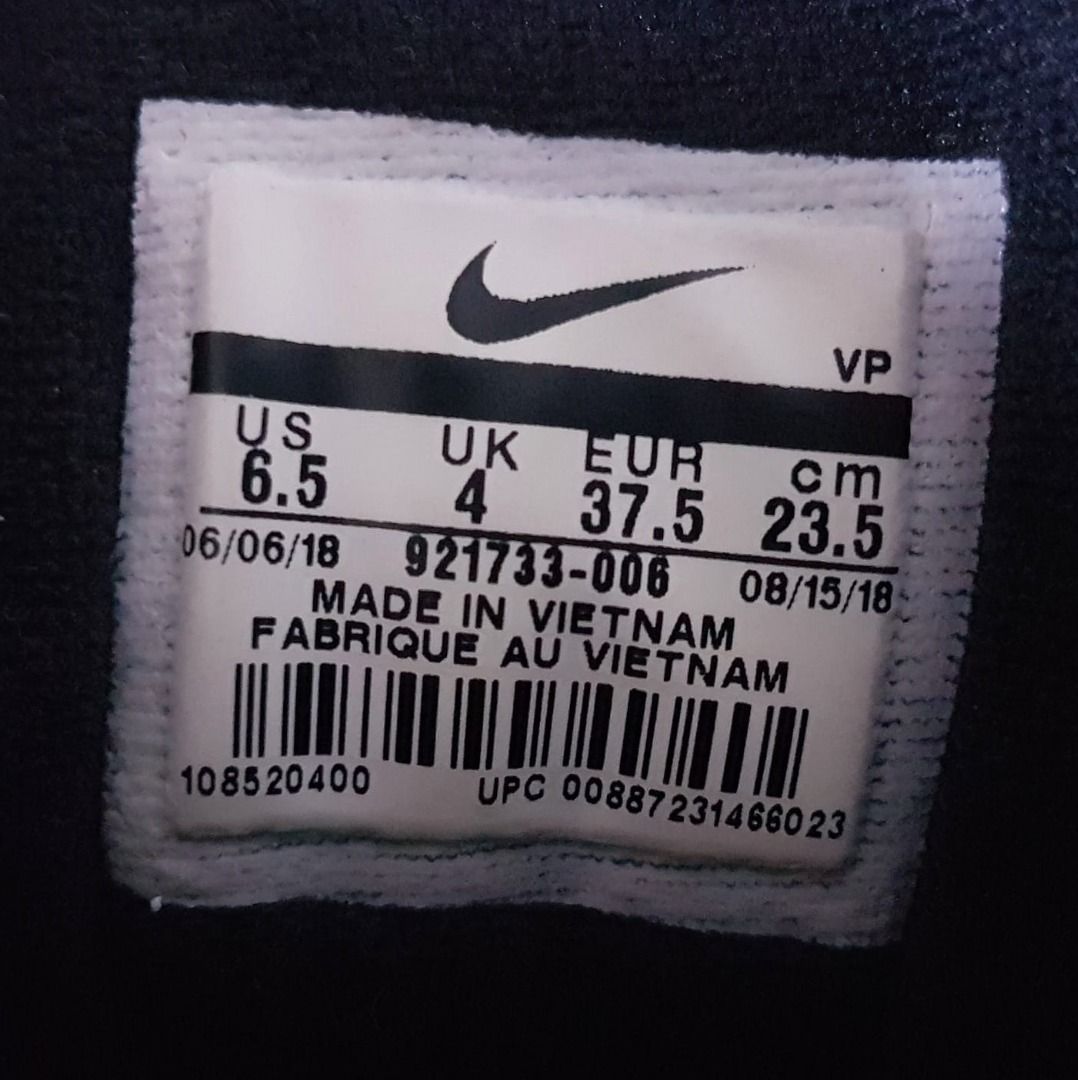 VP
US UK EUR cm
6.5 4 37.5 23.5
06/06/18 921733-006 08/15/18
MADE IN VIETNAM
FABRIQUE AU VIETNAM
108520400 UPC 00887231466023